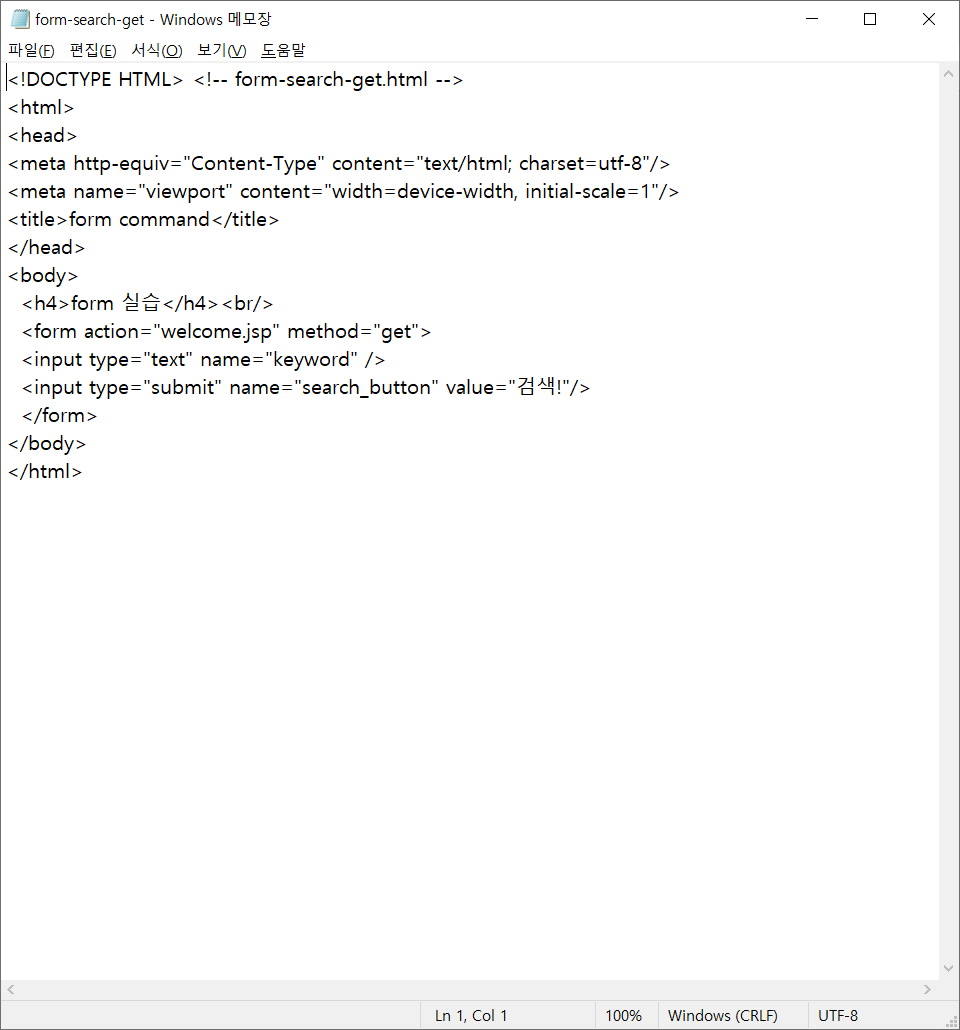 form-search-get - Windows 메모장
파일(F) 편집(E) 서식(O) 보기(V) 도움말
<!DOCTYPE HTML> <!-- form-search-get.html -->
<html>
<head>
<meta http-equiv="Content-Type" content="text/html; charset=utf-8"/>
<meta name="viewport" content="width=device-width, initial-scale=1"/>
<title>form command</title>
</head>
<body>
  <h4>form 실습</h4><br/>
  <form action="welcome.jsp" method="get">
  <input type="text" name="keyword" />
  <input type="submit" name="search_button" value="검색!"/>
  </form>
</body>
</html>
Ln 1, Col 1 100% Windows (CRLF) UTF-8